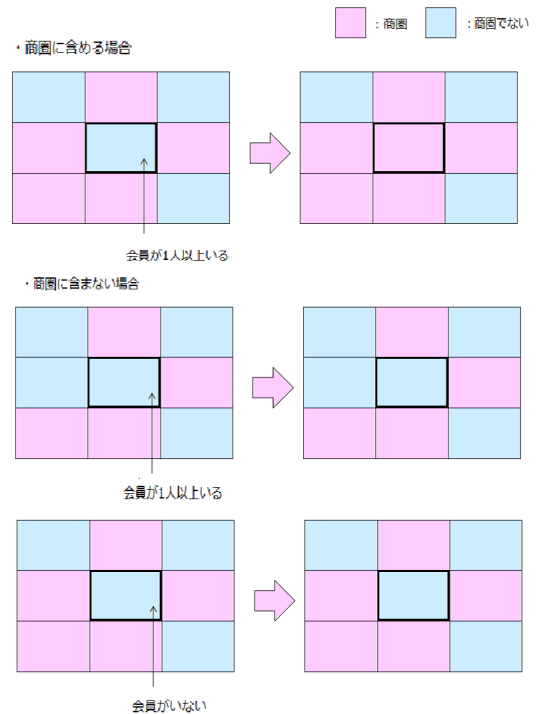 ：商圏
：商圏でない
・商圏に含める場合
会員が1人以上いる
・商圏に含まない場合
会員が1人以上いる
会員がいない